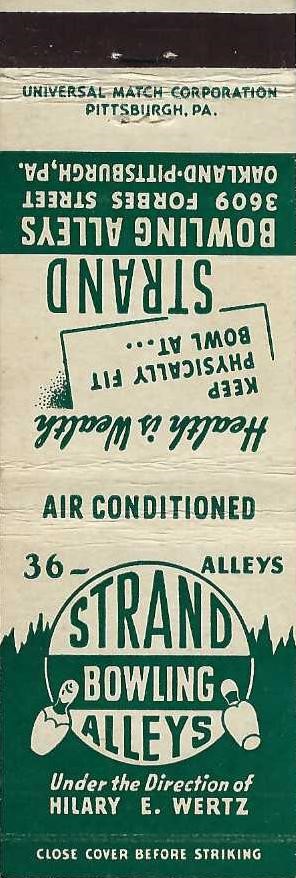 UNIVERSAL MATCH CORPORATION
PITTSBURGH, PA.
Health is Wealth
KEEP
PHYSICALLY FIT
BOWL AT...
STRAND
BOWLING ALLEYS
3609 FORBES STREET
OAKLAND-PITTSBURGH, PA.
AIR CONDITIONED
36- ALLEYS
STRAND
BOWLING
ALLEYS
Under the Direction of
HILARY E. WERTZ
CLOSE COVER BEFORE STRIKING